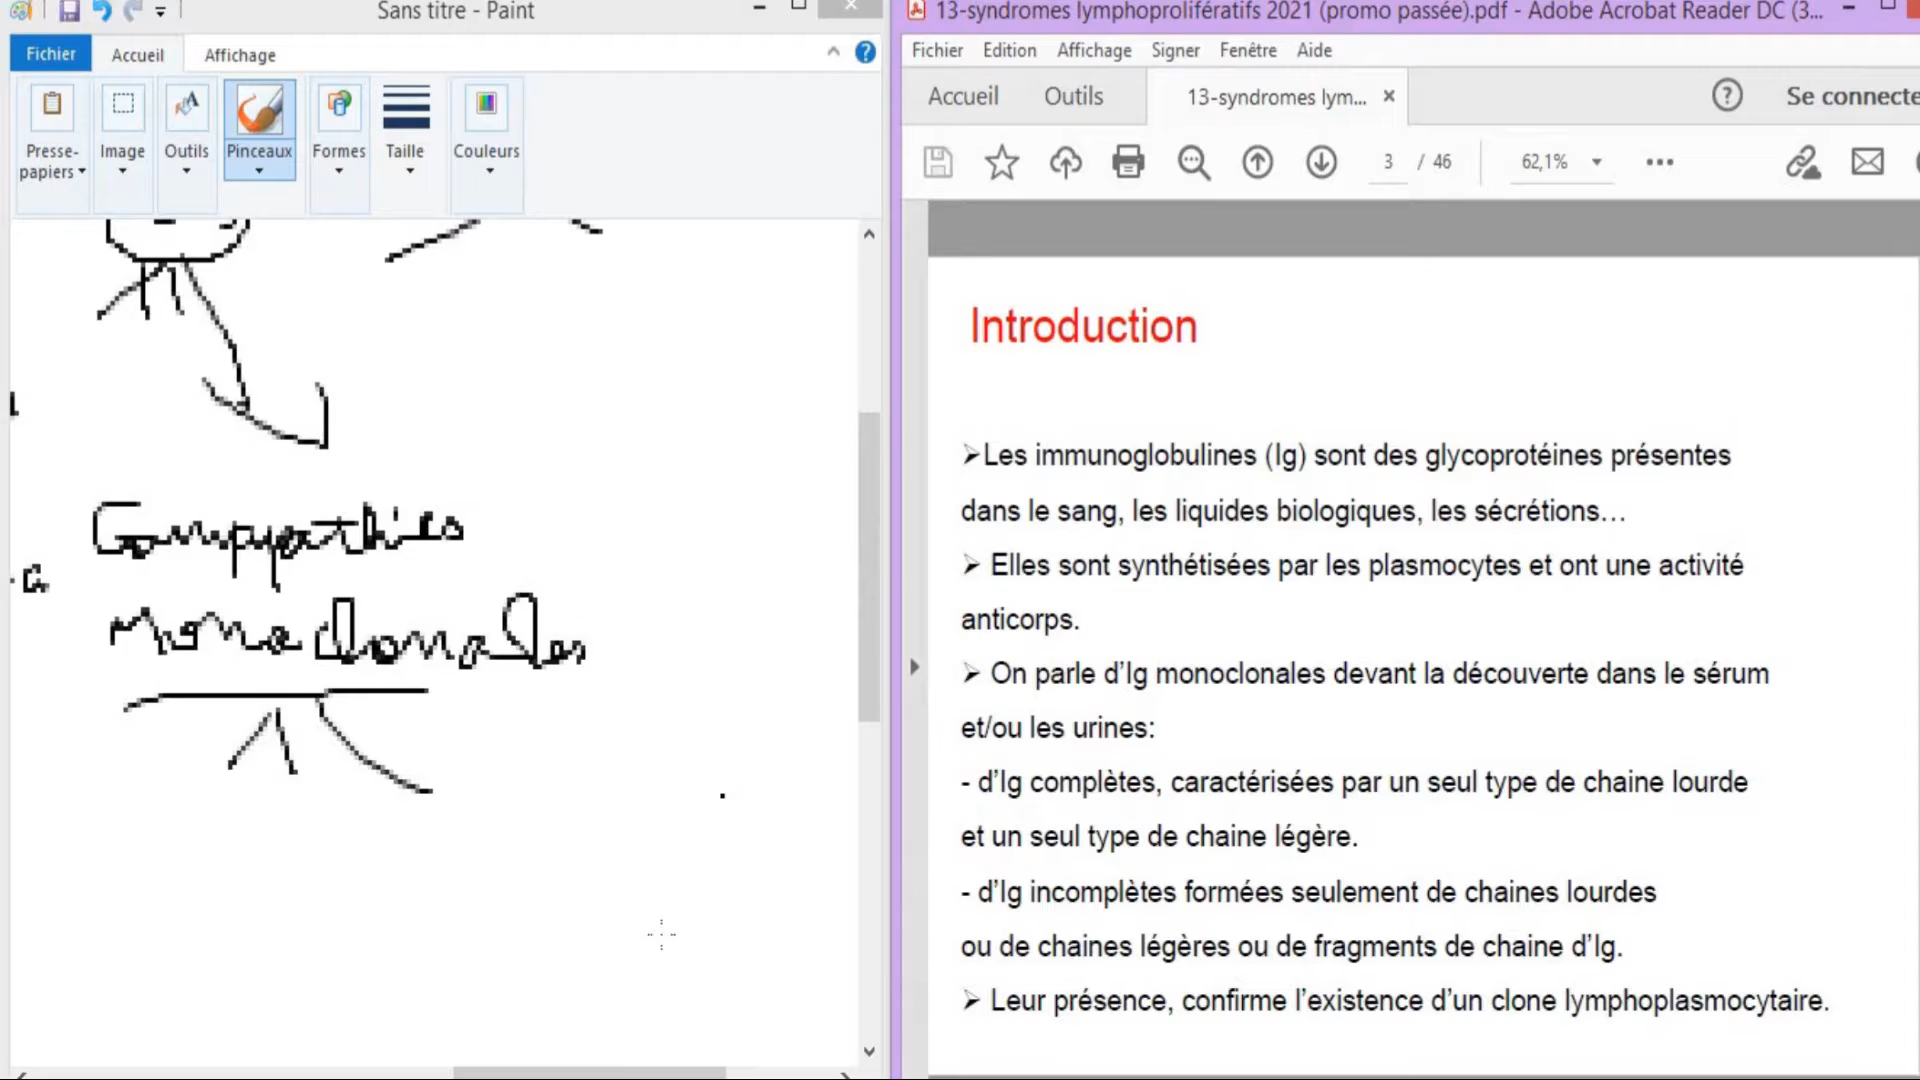 Sans titre - Paint
Fichier
Accueil
Affichage
Presse-
papiers
Image
Outils
Pinceaux
Formes
Taille
Couleurs
Gammapathies
monoclonales
13-syndromes lymphoprolifératifs 2021 (promo passée).pdf - Adobe Acrobat Reader DC (3...
Fichier Edition Affichage Signer Fenêtre Aide
Accueil
Outils
13-syndromes lym...
Se connecte
3 / 46
62,1%
Introduction
➢Les immunoglobulines (Ig) sont des glycoprotéines présentes
dans le sang, les liquides biologiques, les sécrétions…
➢ Elles sont synthétisées par les plasmocytes et ont une activité
anticorps.
➢ On parle d’Ig monoclonales devant la découverte dans le sérum
et/ou les urines:
- d’Ig complètes, caractérisées par un seul type de chaine lourde
et un seul type de chaine légère.
- d’Ig incomplètes formées seulement de chaines lourdes
ou de chaines légères ou de fragments de chaine d’Ig.
➢ Leur présence, confirme l’existence d’un clone lymphoplasmocytaire.